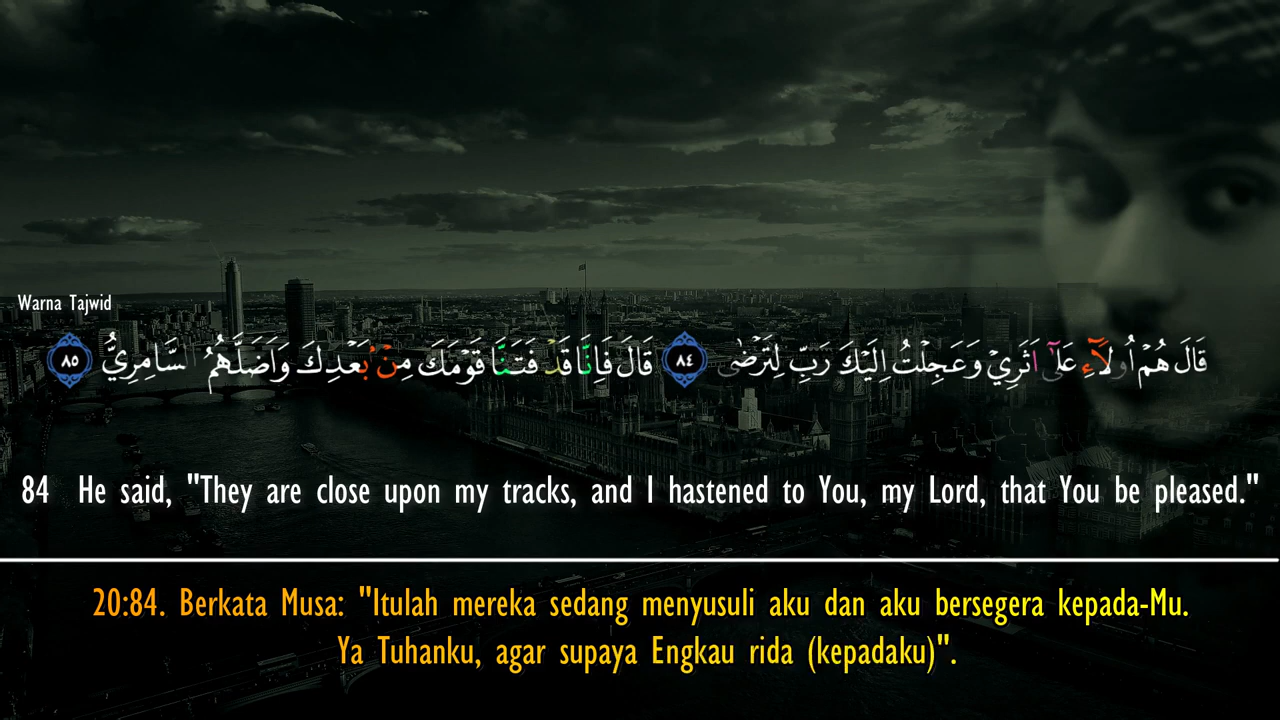 Warna Tajwid
قَالَ هُمْ اُولَآءِ عَلٰٓى اَثَرِيْ وَعَجِلْتُ اِلَيْكَ رَبِّ لِتَرْضٰى ٨٤ قَالَ فَاِنَّا قَدْ فَتَنَّا قَوْمَكَ مِنْۢ بَعْدِكَ وَاَضَلَّهُمُ السَّامِرِيُّ ٨٥
84 He said, "They are close upon my tracks, and I hastened to You, my Lord, that You be pleased."
20:84. Berkata Musa: "Itulah mereka sedang menyusuli aku dan aku bersegera kepada-Mu.
Ya Tuhanku, agar supaya Engkau rida (kepadaku)".